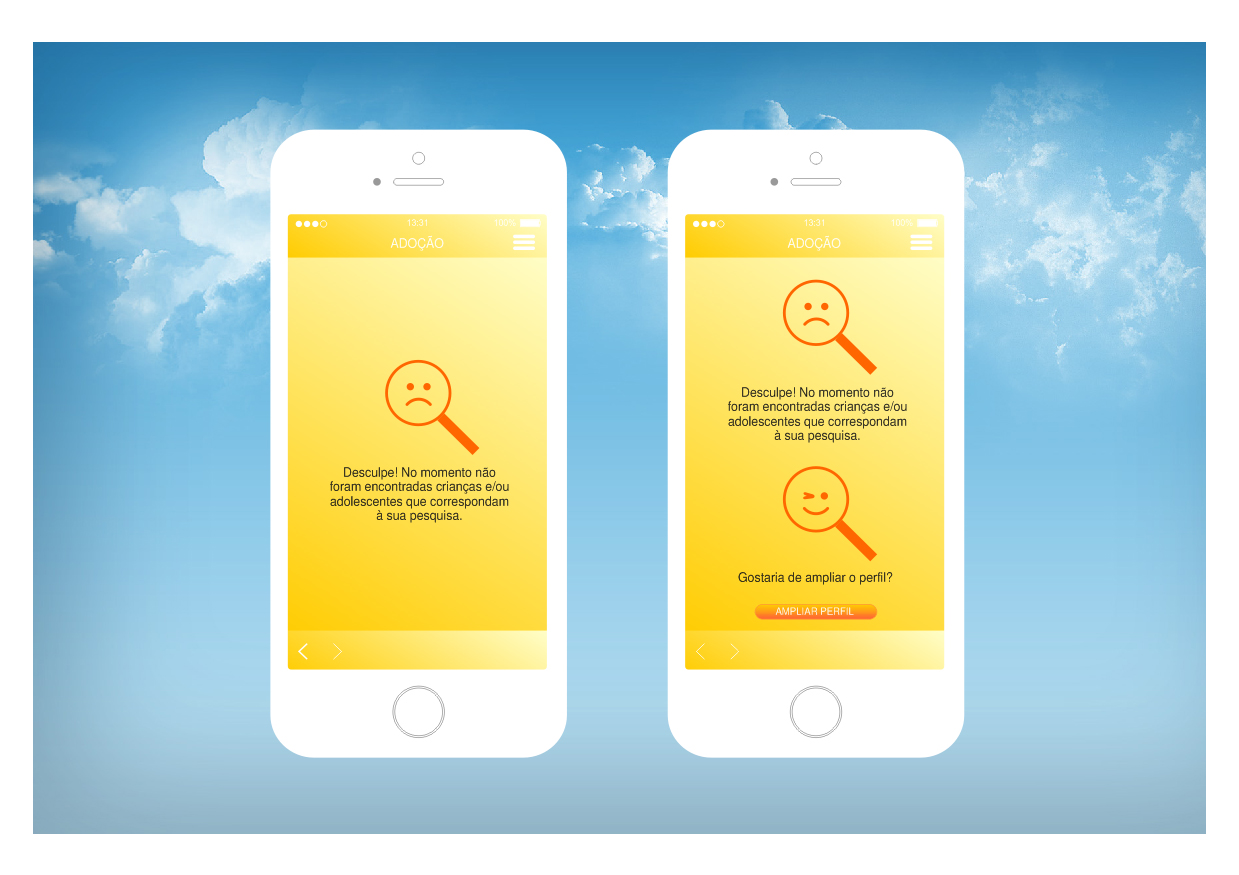 13:31
100%
ADOÇÃO
Desculpe! No momento não
foram encontradas crianças e/ou
adolescentes que correspondam
à sua pesquisa.
13:31
100%
ADOÇÃO
Desculpe! No momento não
foram encontradas crianças e/ou
adolescentes que correspondam
à sua pesquisa.
Gostaria de ampliar o perfil?
AMPLIAR PERFIL